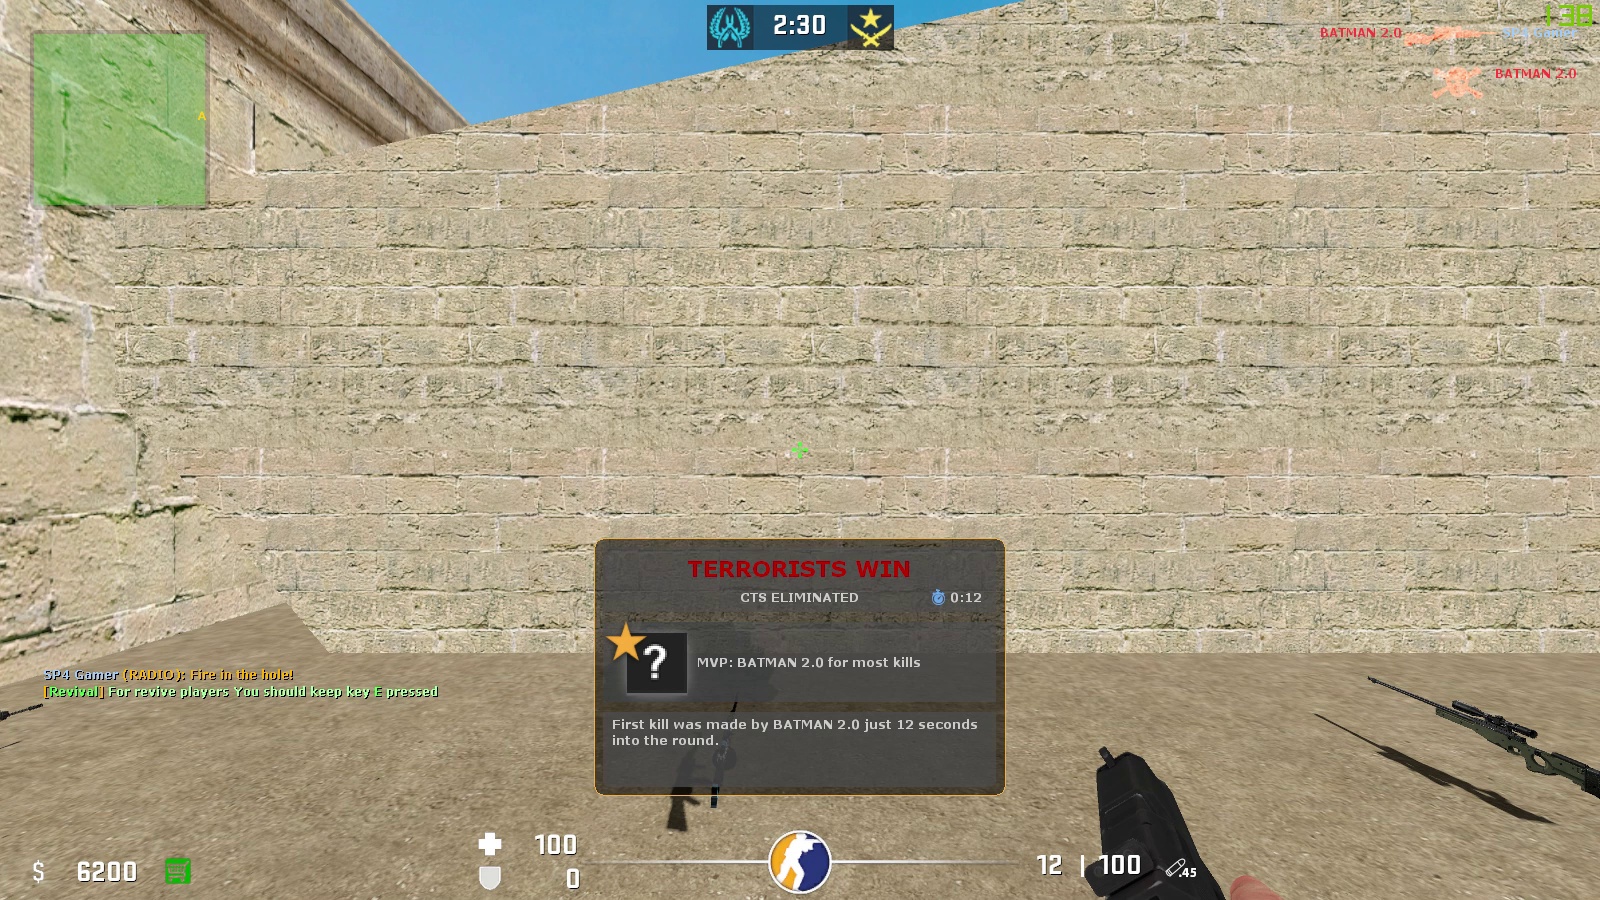 2:30
138
BATMAN 2.0 SP4 Gamer
BATMAN 2.0
A
TERRORISTS WIN
CTS ELIMINATED 0:12
?
MVP: BATMAN 2.0 for most kills
SP4 Gamer (RADIO): Fire in the hole!
[Revival] For revive players You should keep key E pressed
First kill was made by BATMAN 2.0 just 12 seconds
into the round.
$ 6200
100
0
12 | 100 .45